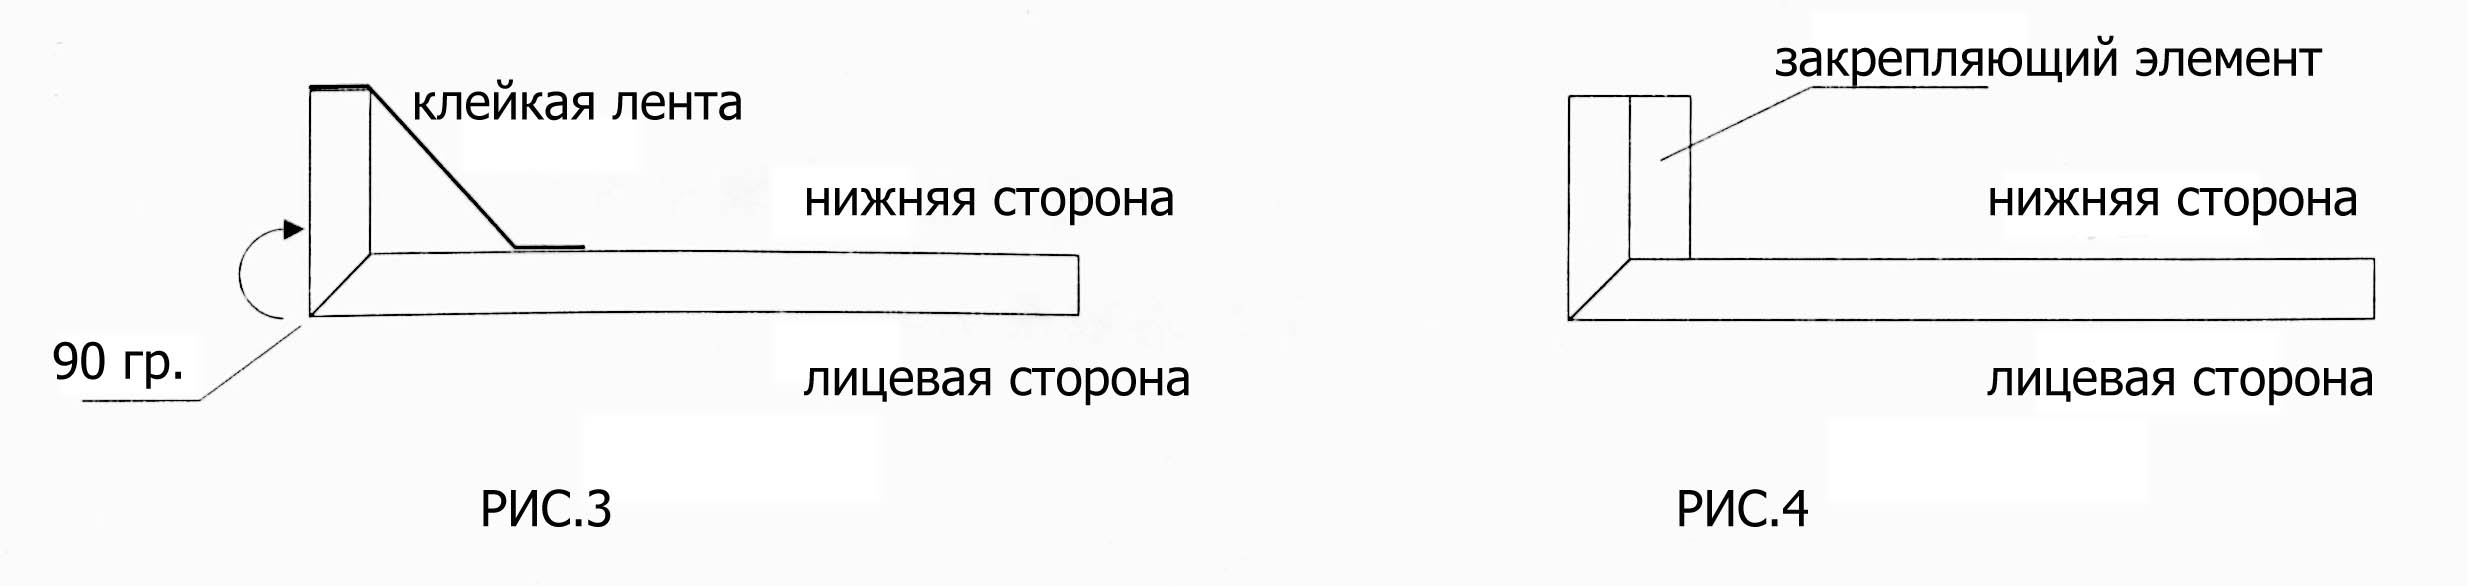 клейкая лента
нижняя сторона
90 гр.
лицевая сторона
РИС.3
закрепляющий элемент
нижняя сторона
лицевая сторона
РИС.4